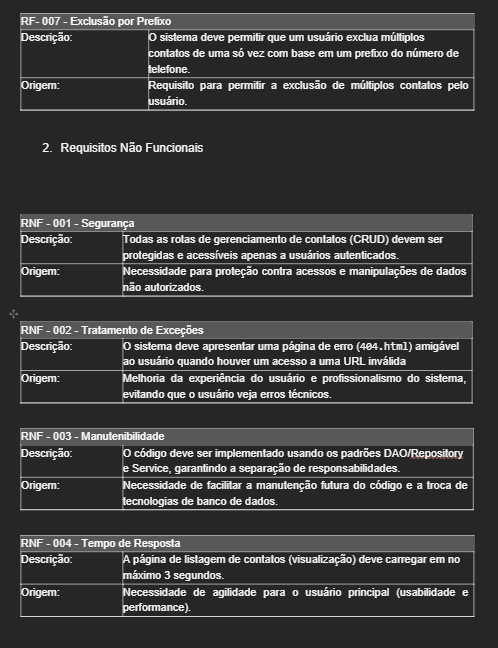 RF- 007 - Exclusão por Prefixo
Descrição: O sistema deve permitir que um usuário exclua múltiplos
contatos de uma só vez com base em um prefixo do número de
telefone.
Origem: Requisito para permitir a exclusão de múltiplos contatos pelo
usuário.
2. Requisitos Não Funcionais
RNF - 001 - Segurança
Descrição: Todas as rotas de gerenciamento de contatos (CRUD) devem ser
protegidas e acessíveis apenas a usuários autenticados.
Origem: Necessidade para proteção contra acessos e manipulações de dados
não autorizados.
RNF - 002 - Tratamento de Exceções
Descrição: O sistema deve apresentar uma página de erro (404.html) amigável
ao usuário quando houver um acesso a uma URL inválida
Origem: Melhoria da experiência do usuário e profissionalismo do sistema,
evitando que o usuário veja erros técnicos.
RNF - 003 - Manutenibilidade
Descrição: O código deve ser implementado usando os padrões DAO/Repository
e Service, garantindo a separação de responsabilidades.
Origem: Necessidade de facilitar a manutenção futura do código e a troca de
tecnologias de banco de dados.
RNF - 004 - Tempo de Resposta
Descrição: A página de listagem de contatos (visualização) deve carregar em no
máximo 3 segundos.
Origem: Necessidade de agilidade para o usuário principal (usabilidade e
performance).